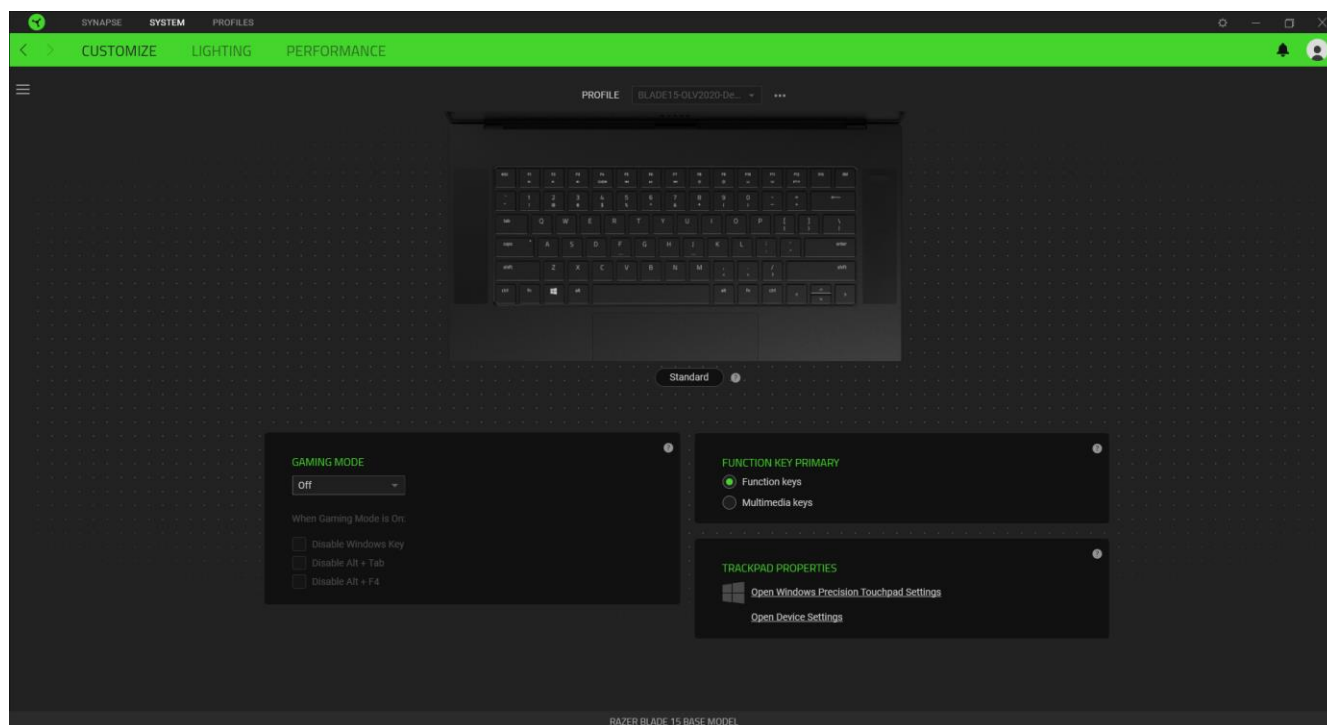 SYNAPSE SYSTEM PROFILES
CUSTOMIZE LIGHTING PERFORMANCE
PROFILE BLADE15-OLV2020-De...
Q W E R T Y U I O P
A S D F G H J K L
Z X C V B N M
Standard
GAMING MODE
Off
When Gaming Mode is On:
Disable Windows Key
Disable Alt + Tab
Disable Alt + F4
FUNCTION KEY PRIMARY
Function keys
Multimedia keys
TRACKPAD PROPERTIES
Open Windows Precision Touchpad Settings
Open Device Settings
RAZER BLADE 15 BASE MODEL